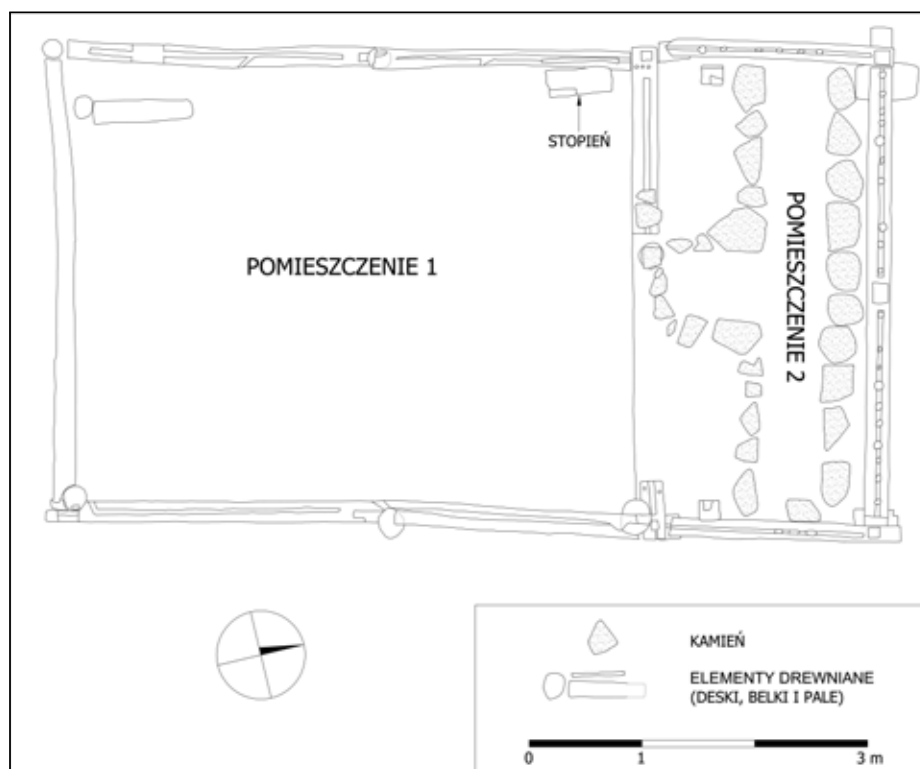 STOPIEŃ
POMIESZCZENIE 1
POMIESZCZENIE 2
KAMIEŃ
ELEMENTY DREWNIANE
(DESKI, BELKI I PALE)
0 1 3 m